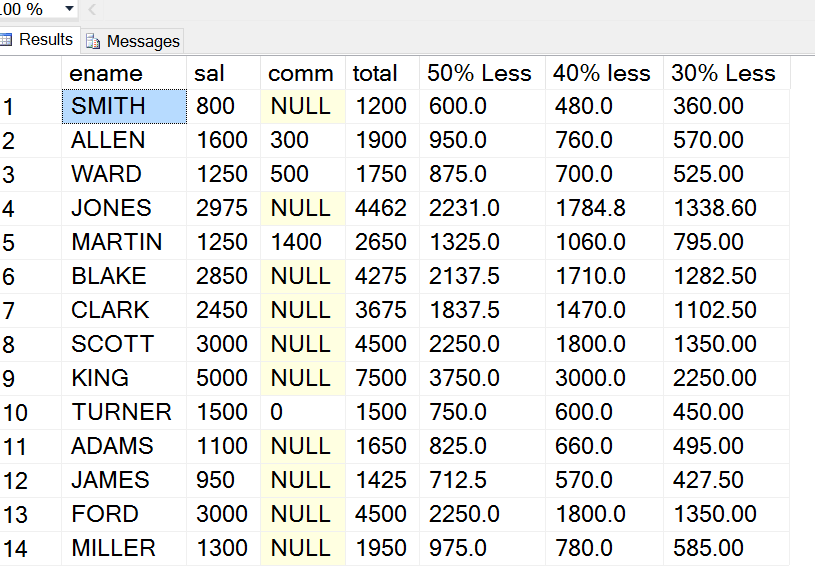 00 %
Results Messages
ename sal comm total 50% Less 40% less 30% Less
1 SMITH 800 NULL 1200 600.0 480.0 360.00
2 ALLEN 1600 300 1900 950.0 760.0 570.00
3 WARD 1250 500 1750 875.0 700.0 525.00
4 JONES 2975 NULL 4462 2231.0 1784.8 1338.60
5 MARTIN 1250 1400 2650 1325.0 1060.0 795.00
6 BLAKE 2850 NULL 4275 2137.5 1710.0 1282.50
7 CLARK 2450 NULL 3675 1837.5 1470.0 1102.50
8 SCOTT 3000 NULL 4500 2250.0 1800.0 1350.00
9 KING 5000 NULL 7500 3750.0 3000.0 2250.00
10 TURNER 1500 0 1500 750.0 600.0 450.00
11 ADAMS 1100 NULL 1650 825.0 660.0 495.00
12 JAMES 950 NULL 1425 712.5 570.0 427.50
13 FORD 3000 NULL 4500 2250.0 1800.0 1350.00
14 MILLER 1300 NULL 1950 975.0 780.0 585.00